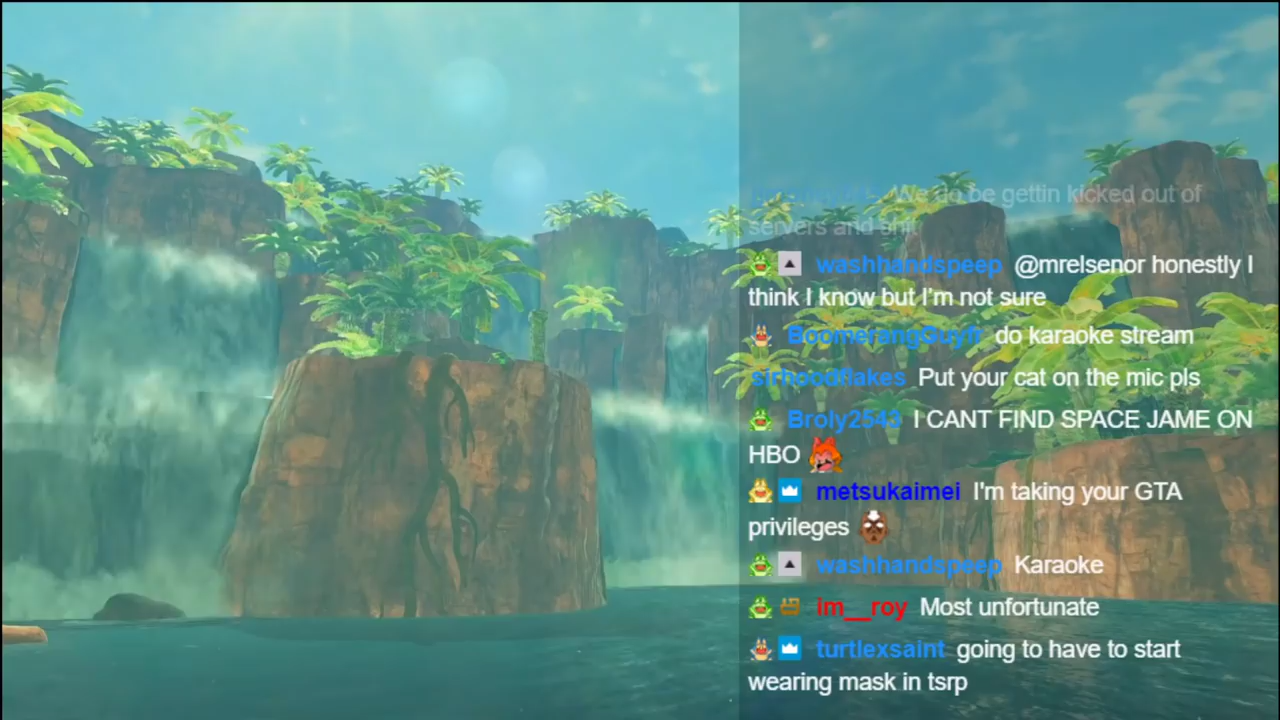 We do be gettin kicked out of
servers and shit
washhandspeep @mrelsenor honestly I
think I know but I'm not sure
BoomerangGuyfr do karaoke stream
sirhoodflakes Put your cat on the mic pls
Broly2543 I CANT FIND SPACE JAME ON
HBO
metsukaimei I'm taking your GTA
privileges
washhandspeep Karaoke
im__roy Most unfortunate
turtlexsaint going to have to start
wearing mask in tsrp